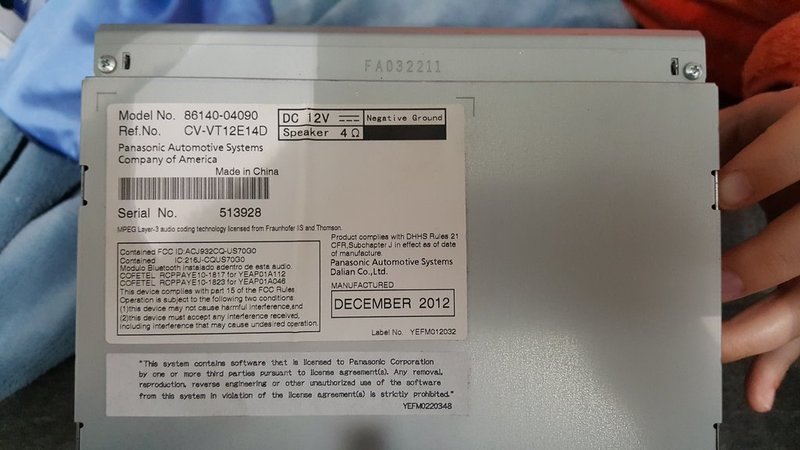 FA032211
Model No. 86140-04090
Ref.No. CV-VT12E14D
DC 12V Negative Ground
Speaker 4Ω
Panasonic Automotive Systems
Company of America
Made in China
Serial No. 513928
MPEG Layer-3 audio coding technology licensed from Fraunhofer IS and Thomson.
Contained FCC ID:ACJ932CQ-US70G0
Contained IC:216J-CQUS70G0
Modulo Bluetooth instalado adentro de esta audio.
COFETEL RCPPAYE10-1817 for YEAP01A112
COFETEL RCPPAYE10-1823 for YEAP01A046
This device complies with part 15 of the FCC Rules
Operation is subject to the following two conditions:
(1)this device may not cause harmful interference,and
(2)this device must accept any interference received,
including interference that may cause undesired operation.
Product complies with DHHS Rules 21
CFR,Subchapter J in effect as of date
of manufacture.
Panasonic Automotive Systems
Dalian Co.,Ltd.
MANUFACTURED
DECEMBER 2012
Label No. YEFM012032
"This system contains software that is licensed to Panasonic Corporation
by one or more third parties pursuant to license agreement(s). Any removal,
reproduction, reverse engineering or other unauthorized use of the software
from this system in violation of the license agreement(s) is strictly prohibited."
YEFM0220348